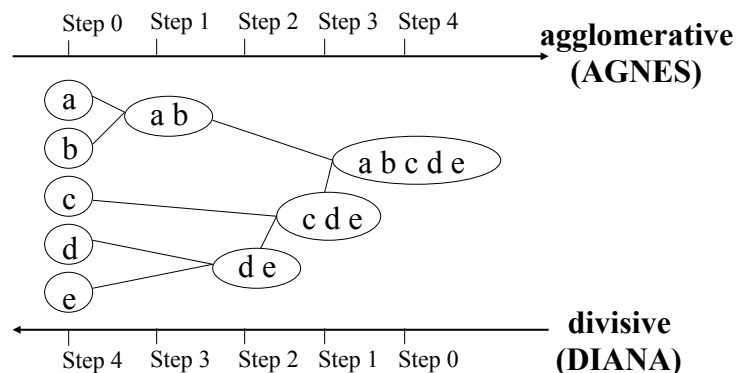 Step 0 Step 1 Step 2 Step 3 Step 4
agglomerative
(AGNES)
a
a b
b
a b c d e
c
c d e
d
d e
e
divisive
(DIANA)
Step 4 Step 3 Step 2 Step 1 Step 0